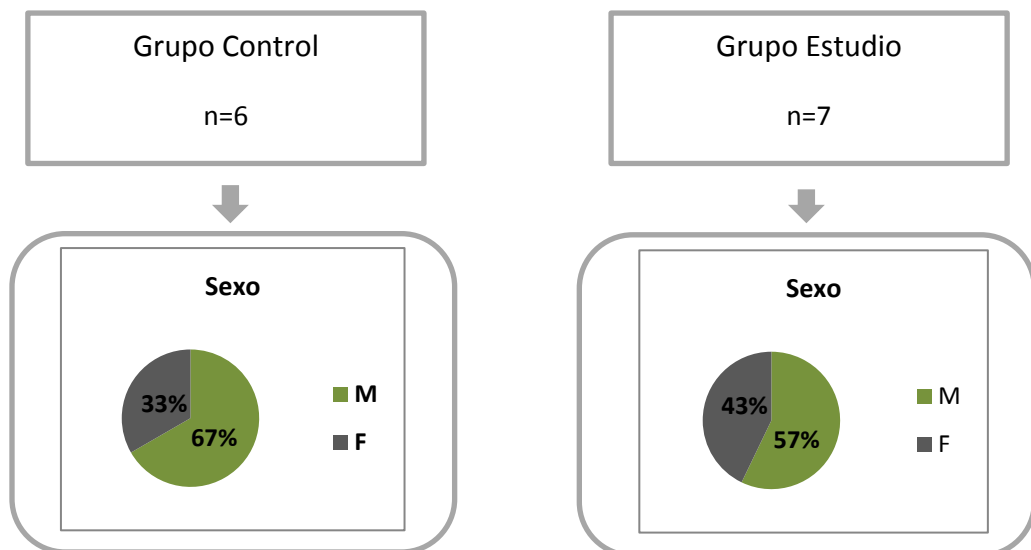 Grupo Control
n=6
Grupo Estudio
n=7
Sexo
33%
67%
M
F
Sexo
43%
57%
M
F